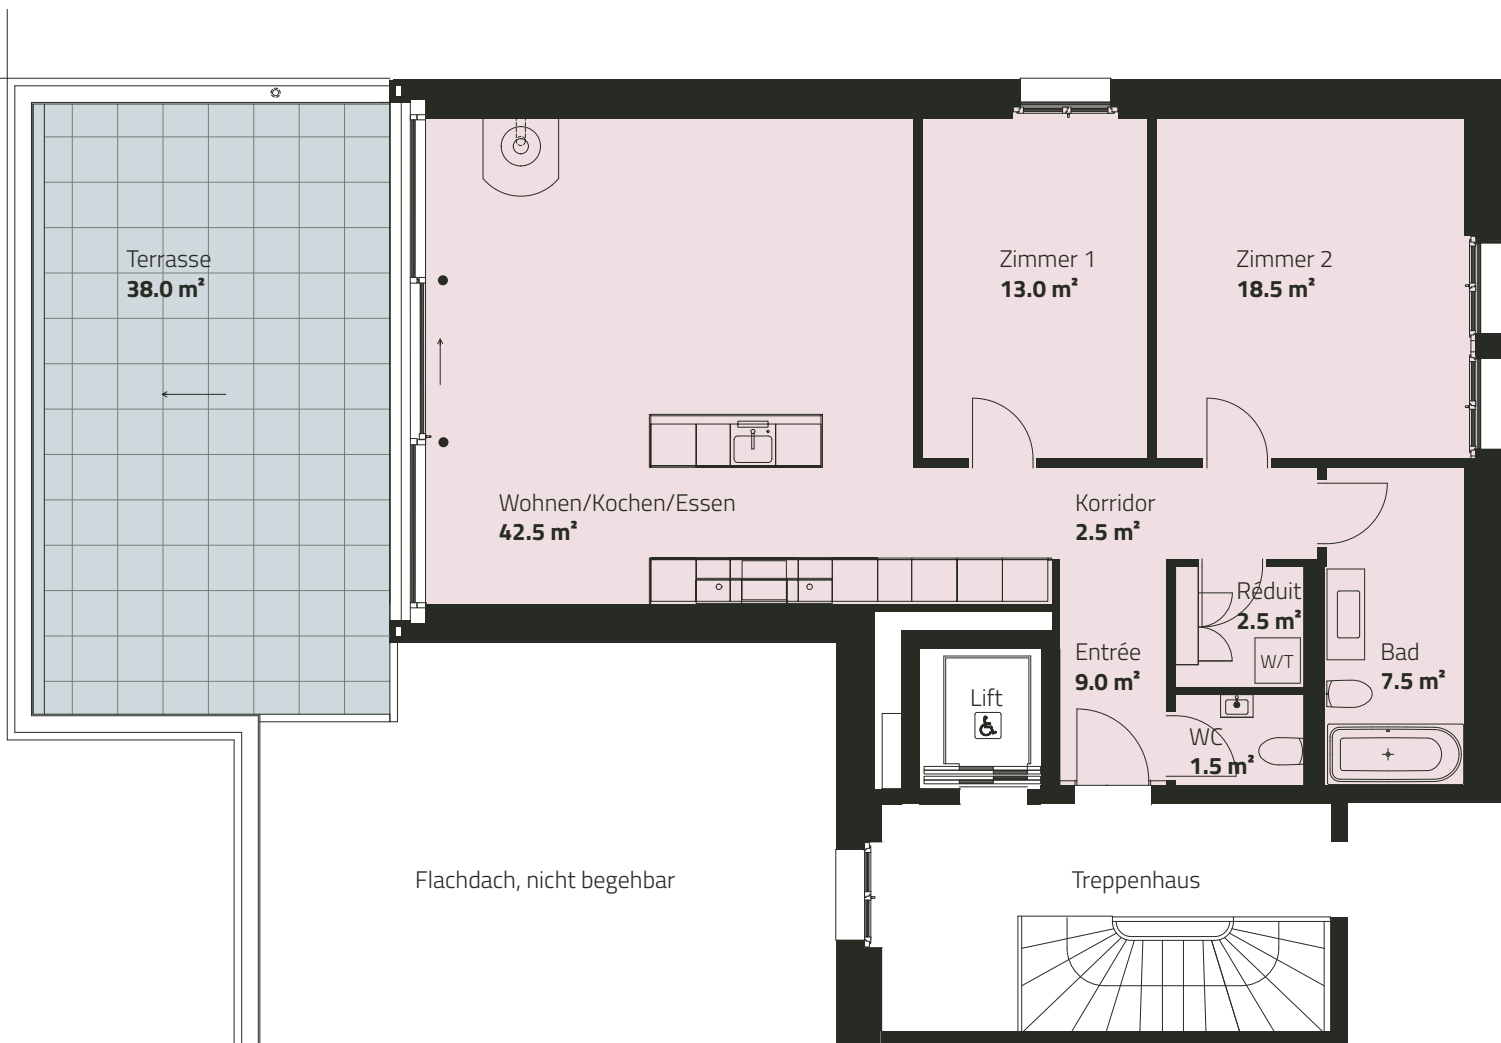 Terrasse
38.0 m²
Zimmer 1
13.0 m²
Zimmer 2
18.5 m²
Wohnen/Kochen/Essen
42.5 m²
Korridor
2.5 m²
Réduit
2.5 m²
W/T
Entrée
9.0 m²
Bad
7.5 m²
Lift
WC
1.5 m²
Flachdach, nicht begehbar
Treppenhaus